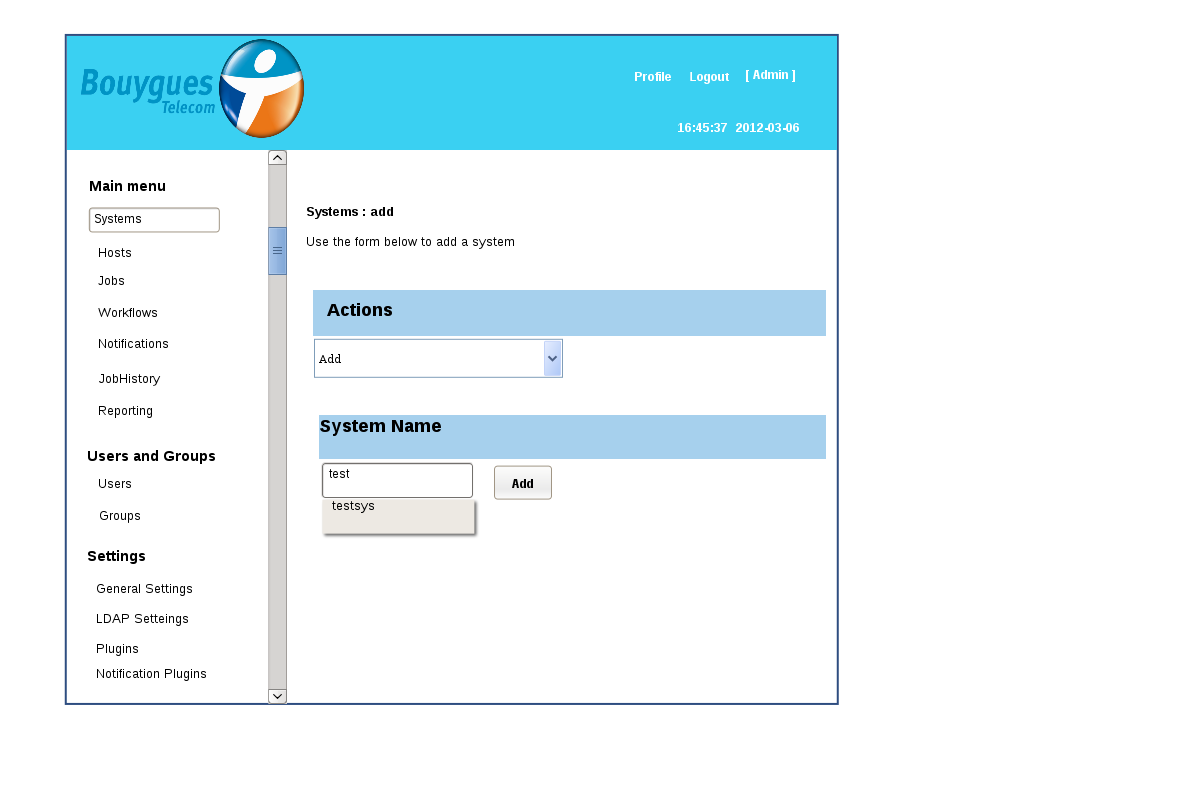 Bouygues
Telecom
Profile Logout [ Admin ]
16:45:37 2012-03-06
Main menu
Systems
Hosts
Jobs
Workflows
Notifications
JobHistory
Reporting
Users and Groups
Users
Groups
Settings
General Settings
LDAP Setteings
Plugins
Notification Plugins
Systems : add
Use the form below to add a system
Actions
Add
System Name
test
Add
testsys